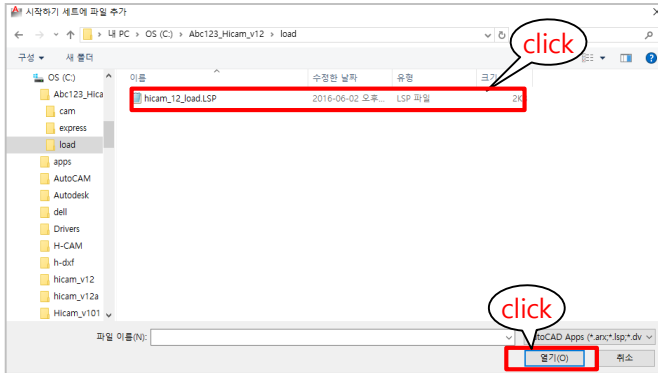 시작하기 세트에 파일 추가
내 PC > OS (C:) > Abc123_Hicam_v12 > load
click
구성 새 폴더
OS (C:) 이름 수정한 날짜 유형 크기
Abc123_Hica hicam_12_load.LSP 2016-06-02 오후... LSP 파일 2K
cam
express
load
apps
AutoCAM
Autodesk
dell
Drivers
H-CAM
h-dxf
hicam_v12
hicam_v12a
Hicam_v101
click
파일 이름(N): utoCAD Apps (*.arx;*.lsp;*.dv
열기(O) 취소